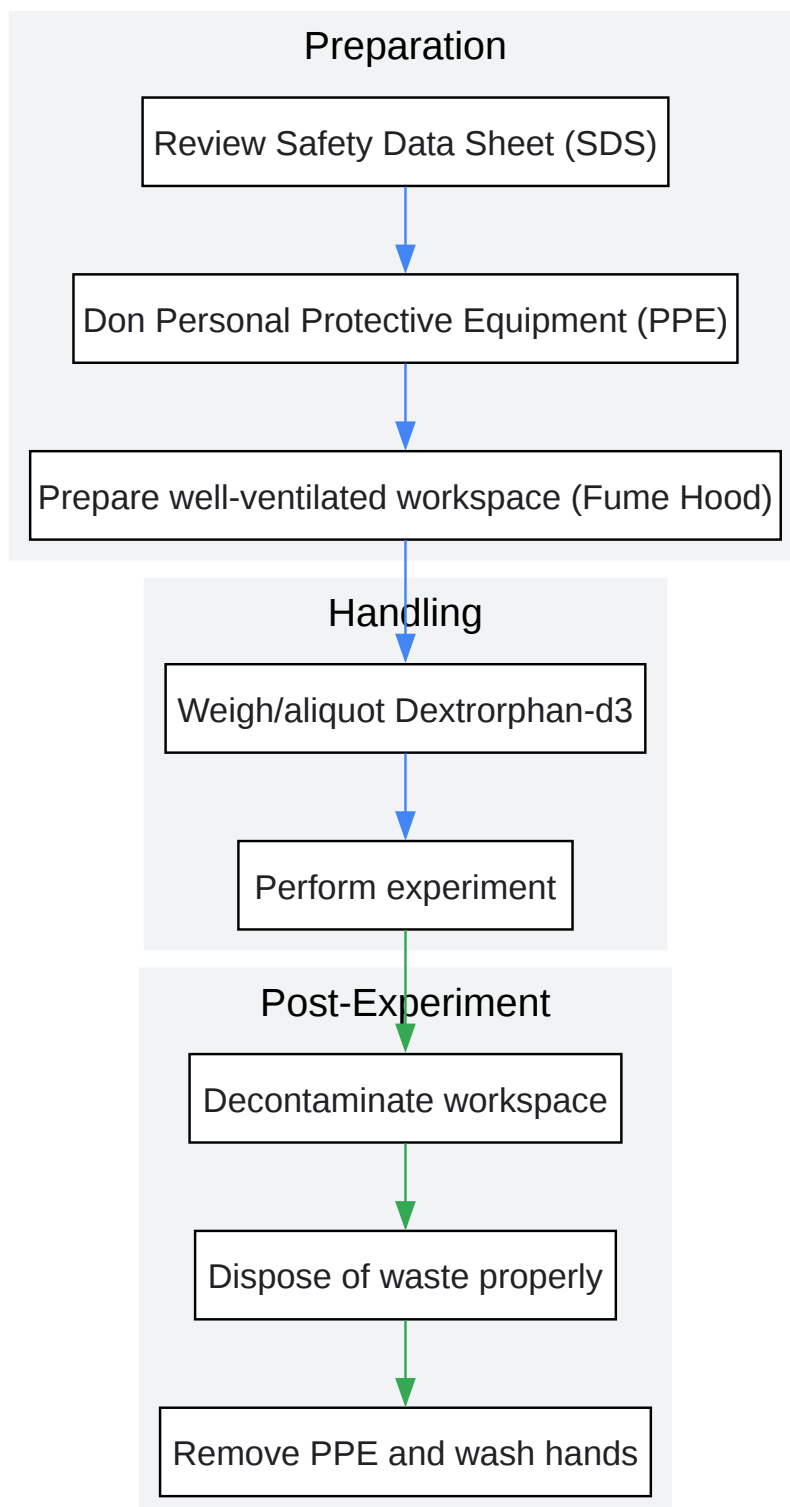 Preparation
Review Safety Data Sheet (SDS)
Don Personal Protective Equipment (PPE)
Prepare well-ventilated workspace (Fume Hood)
Handling
Weigh/aliquot Dextrorphan-d3
Perform experiment
Post-Experiment
Decontaminate workspace
Dispose of waste properly
Remove PPE and wash hands